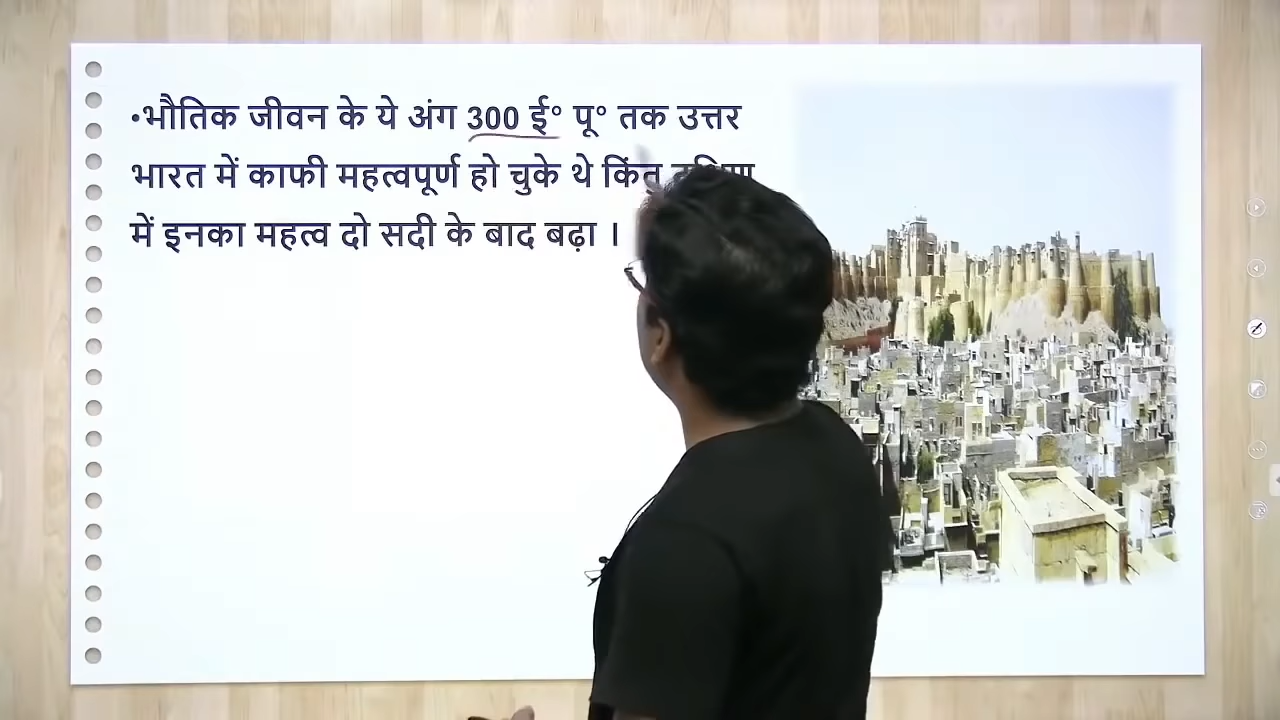 •भौतिक जीवन के ये अंग 300 ई° पू° तक उत्तर
भारत में काफी महत्वपूर्ण हो चुके थे किंतु
में इनका महत्व दो सदी के बाद बढ़ा ।